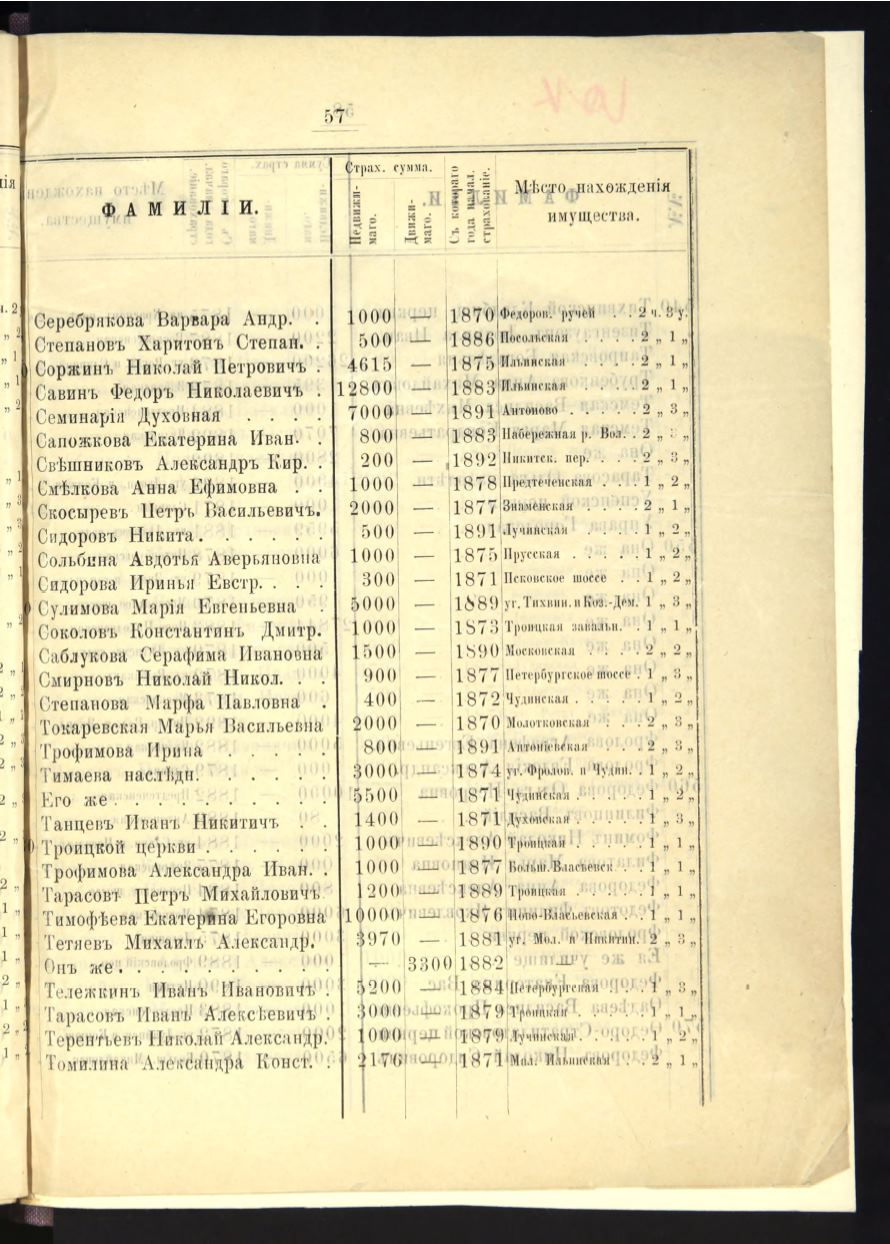 57
ФАМИЛІИ.
Страх. сумма.
Недвижи-
маго.
Движи-
маго.
Съ котораго
года начал.
страхованіе.
Мѣсто нахожденія
имущества.
Серебрякова Варвара Андр. . 1000 — 1870 Федоров. ручей . . 2 ч. 3 у.
Степановъ Харитонъ Степан. . 500 — 1886 Посольская . . . . 2 „ 1 „
Соржинъ Николай Петровичъ . 4615 — 1875 Ильинская . . . . 2 „ 1 „
Савинъ Федоръ Николаевичъ . 12800 — 1883 Ильинская . . . . 2 „ 1 „
Семинарія Духовная . . . . 7000 — 1891 Антоново . . . . . 2 „ 3 „
Сапожкова Екатерина Иван. . 800 — 1883 Набережная р. Вол. . 2 „ „
Свѣшниковъ Александръ Кир. . 200 — 1892 Никитск. пер. . . . 2 „ 3 „
Смѣлкова Анна Ефимовна . . 1000 — 1878 Предтеченская . . . 1 „ 2 „
Скосыревъ Петръ Васильевичъ. 2000 — 1877 Знаменская . . . . 2 „ 1 „
Сидоровъ Никита . . . . . . 500 — 1891 Лучинская . . . . 1 „ 2 „
Сольбина Авдотья Аверьяновна 1000 — 1875 Прусская . . . . . 1 „ 2 „
Сидорова Иринья Евстр. . . . 300 — 1871 Псковское шоссе . . 1 „ 2 „
Сулимова Марія Евгеньевна . 5000 — 1889 уг. Тихвин. и Коз.-Дем. 1 „ 3 „
Соколовъ Константинъ Дмитр. 1000 — 1873 Троицкая завальн. . 1 „ 1 „
Саблукова Серафима Ивановна 1500 — 1890 Московская . . . . 2 „ 2 „
Смирновъ Николай Никол. . . 900 — 1877 Петербургское шоссе . 1 „ 3 „
Степанова Марфа Павловна . 400 — 1872 Чудинская . . . . . 1 „ 2 „
Токаревская Марья Васильевна 2000 — 1870 Молотковская . . . 2 „ 3 „
Трофимова Ирина . . . . . 800 — 1891 Антоніевская . . . 2 „ 3 „
Тимаева наслѣдн. . . . . . 3000 — 1874 уг. Фролов. и Чудин. . 1 „ 2 „
Его же . . . . . . . . . . 5500 — 1871 Чудинская . . . . . 1 „ 2 „
Танцевъ Иванъ Никитичъ . . 1400 — 1871 Духовская . . . . . 1 „ 3 „
Троицкой церкви . . . . . . 1000 — 1890 Троицкая . . . . . 1 „ 1 „
Трофимова Александра Иван. . 1000 — 1877 Больш. Власьевск . . 1 „ 1 „
Тарасовъ Петръ Михайловичъ 1200 — 1889 Троицкая . . . . . 1 „ 1 „
Тимофѣева Екатерина Егоровна 10000 — 1876 Ново-Власьевская . . 1 „ 1 „
Тетяевъ Михаилъ Александр. 3970 — 1881 уг. Мол. и Никитин. 2 „ 3 „
Онъ же . . . . . . . . . . — 3300 1882
Тележкинъ Иванъ Ивановичъ . 5200 — 1884 Петербургская . . . 1 „ 3 „
Тарасовъ Иванъ Алексѣевичъ . 3000 — 1879 Троицкая . . . . . 1 „ 1 „
Терентьевъ Николай Александр. 1000 — 1879 Лучинская . . . . . 1 „ 2 „
Томилина Александра Конст. . 2176 — 1871 Мал. Ильинская . . 2 „ 1 „